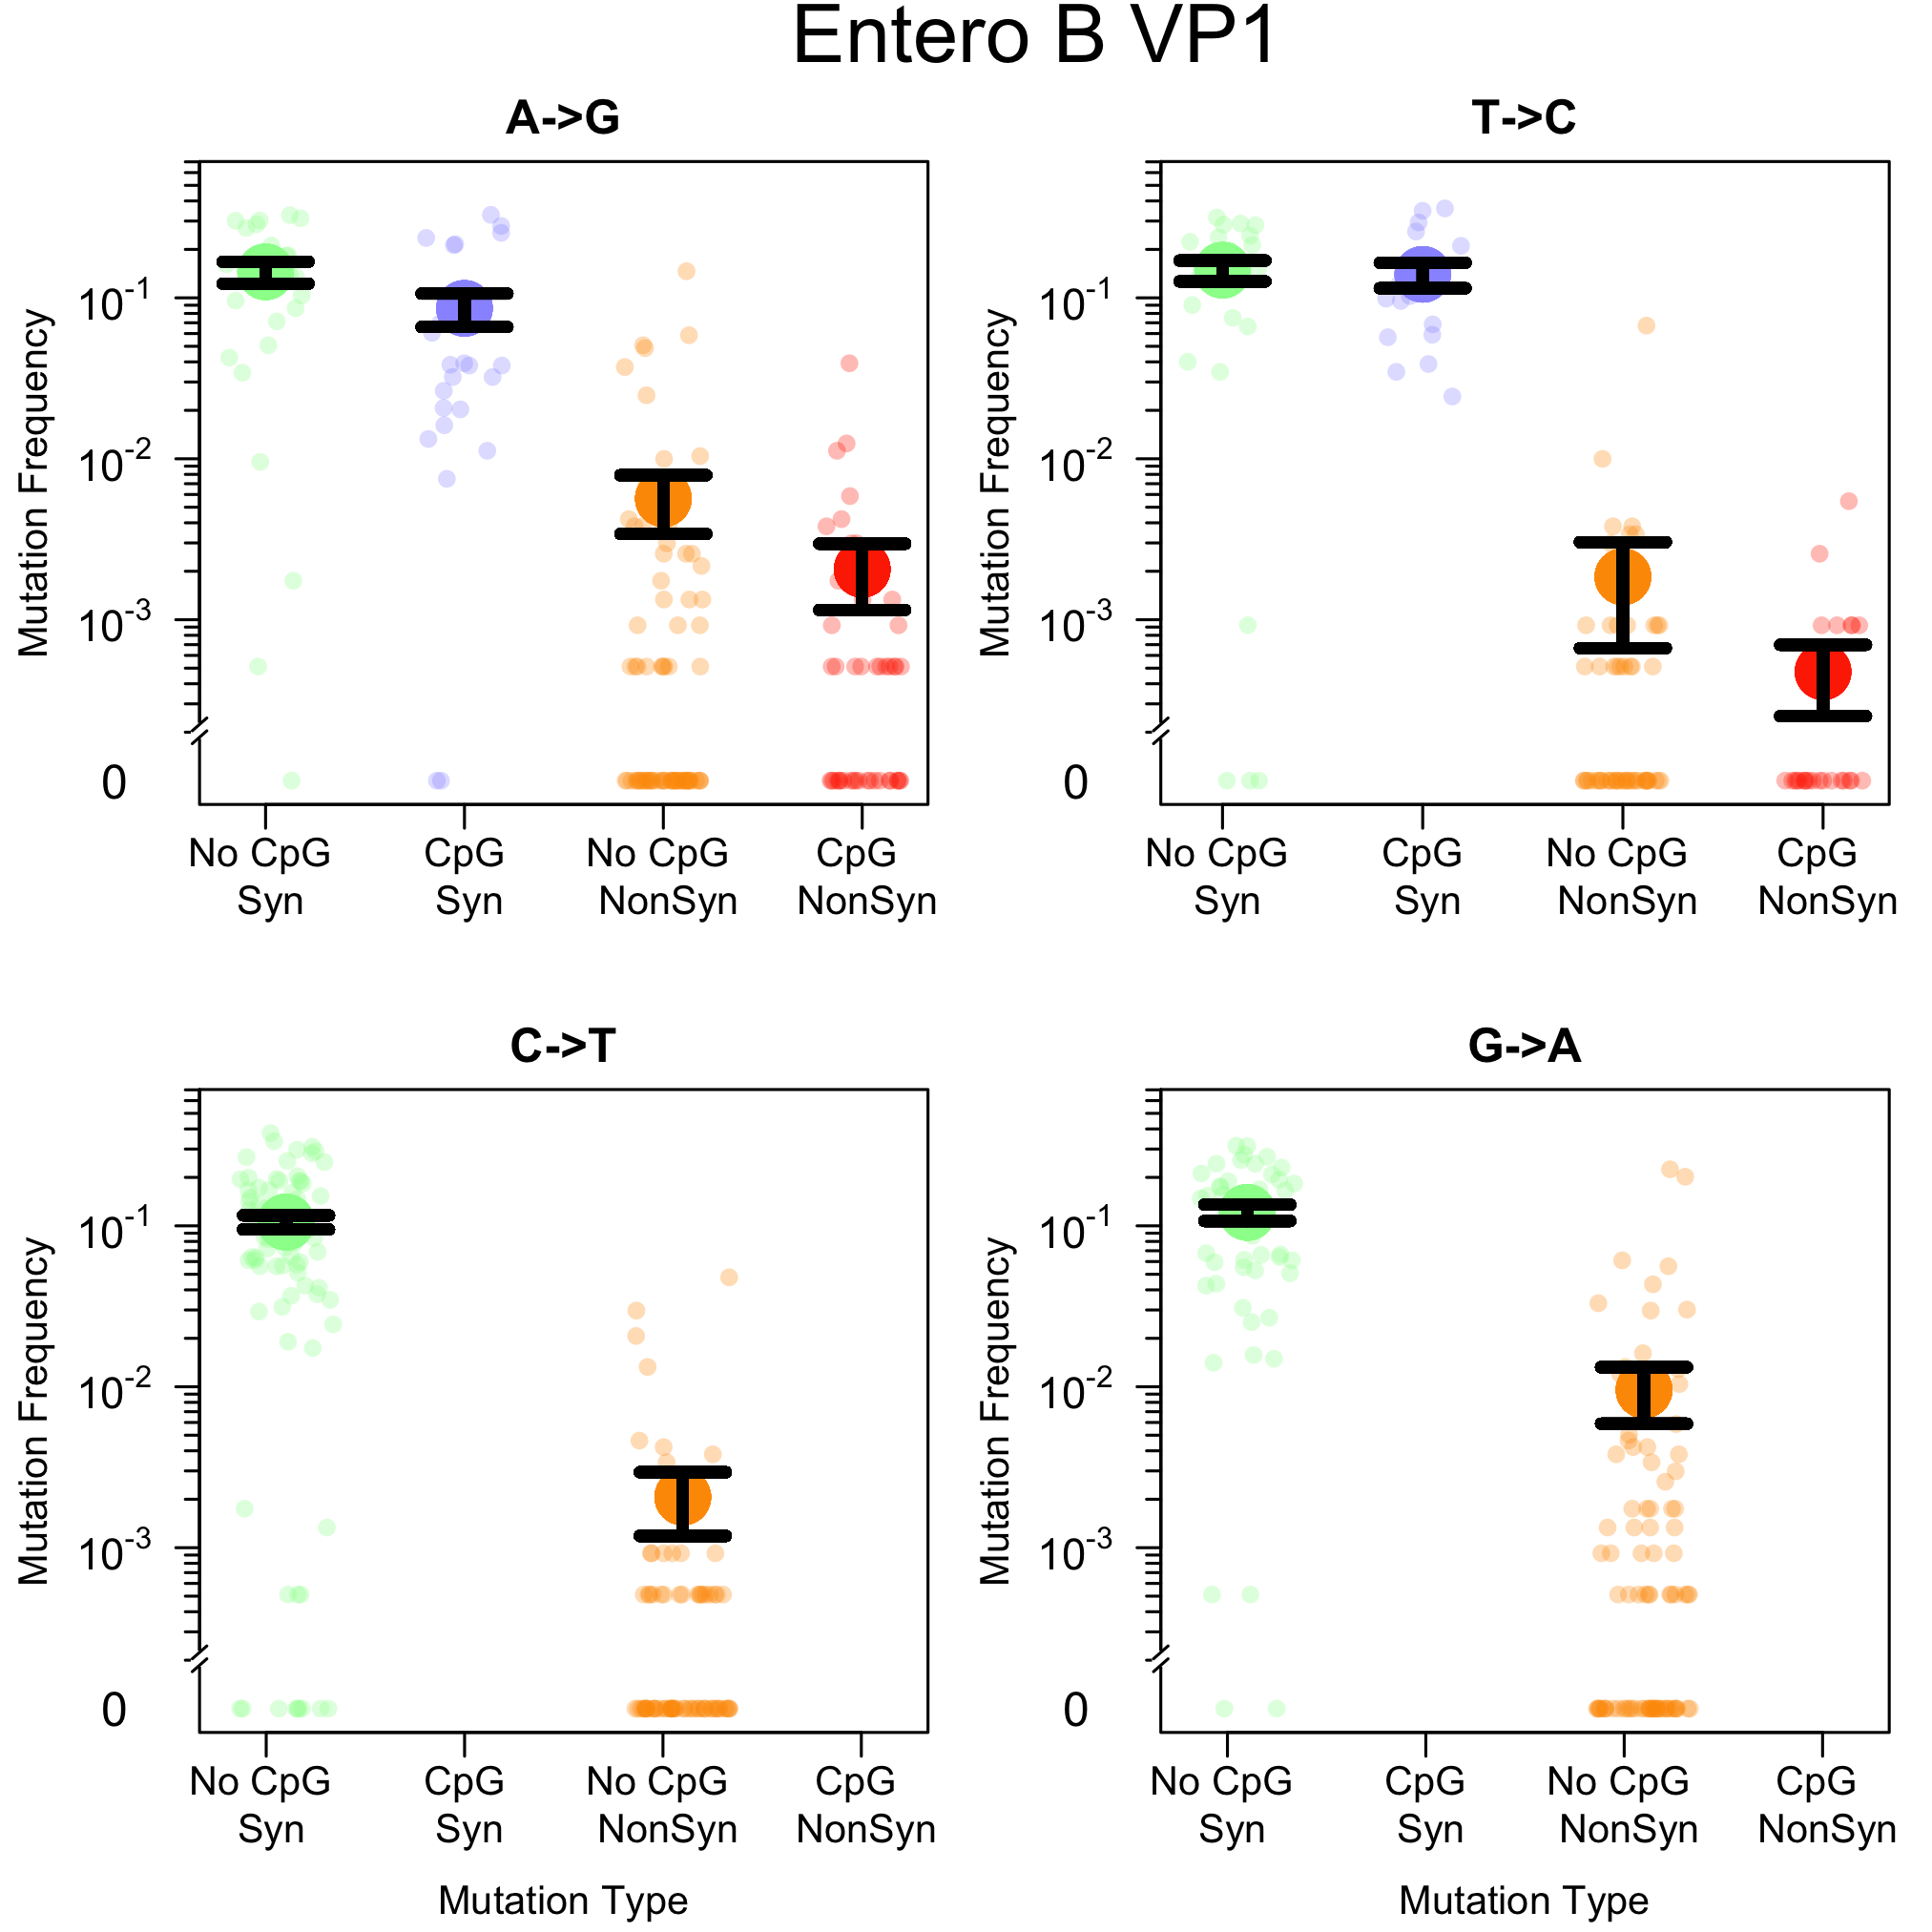 Entero B VP1
A->G
T->C
Mutation Frequency
10-1
10-2
10-3
0
No CpG Syn
CpG Syn
No CpG NonSyn
CpG NonSyn
Mutation Frequency
10-1
10-2
10-3
0
No CpG Syn
CpG Syn
No CpG NonSyn
CpG NonSyn
C->T
G->A
Mutation Frequency
10-1
10-2
10-3
0
No CpG Syn
CpG Syn
No CpG NonSyn
CpG NonSyn
Mutation Type
Mutation Frequency
10-1
10-2
10-3
0
No CpG Syn
CpG Syn
No CpG NonSyn
CpG NonSyn
Mutation Type